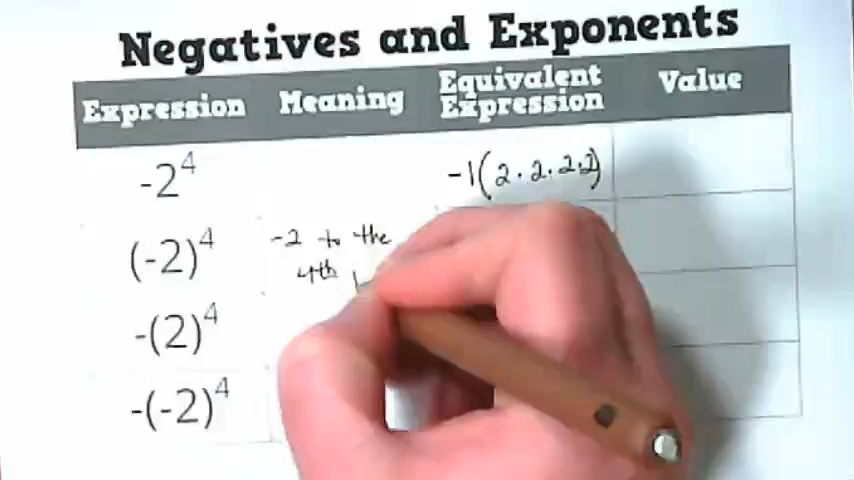 Negatives and Exponents
Expression Meaning Equivalent Expression Value
-2⁴ -1(2·2·2·2)
(-2)⁴ -2 to the
4th
-(2)⁴
-(-2)⁴